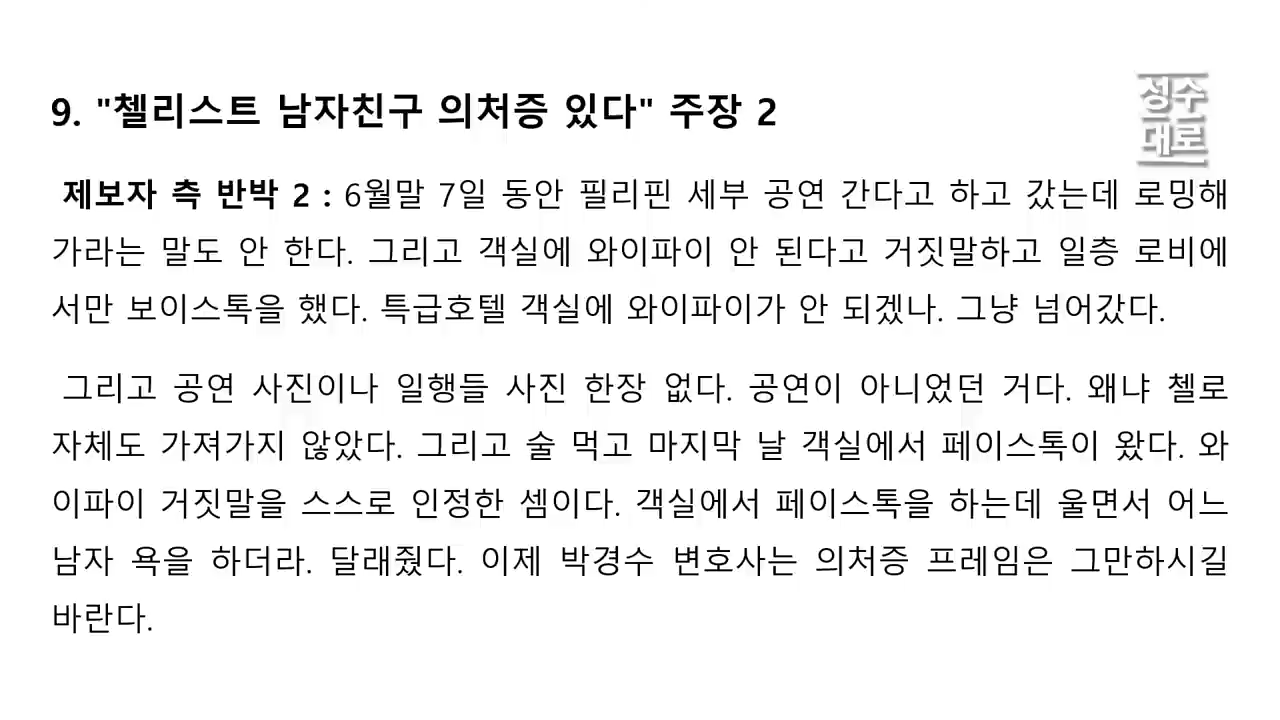 9. "첼리스트 남자친구 의처증 있다" 주장 2
성수
대로
제보자 측 반박 2 : 6월말 7일 동안 필리핀 세부 공연 간다고 하고 갔는데 로밍해
가라는 말도 안 한다. 그리고 객실에 와이파이 안 된다고 거짓말하고 일층 로비에
서만 보이스톡을 했다. 특급호텔 객실에 와이파이가 안 되겠나. 그냥 넘어갔다.
그리고 공연 사진이나 일행들 사진 한장 없다. 공연이 아니었던 거다. 왜냐 첼로
자체도 가져가지 않았다. 그리고 술 먹고 마지막 날 객실에서 페이스톡이 왔다. 와
이파이 거짓말을 스스로 인정한 셈이다. 객실에서 페이스톡을 하는데 울면서 어느
남자 욕을 하더라. 달래줬다. 이제 박경수 변호사는 의처증 프레임은 그만하시길
바란다.